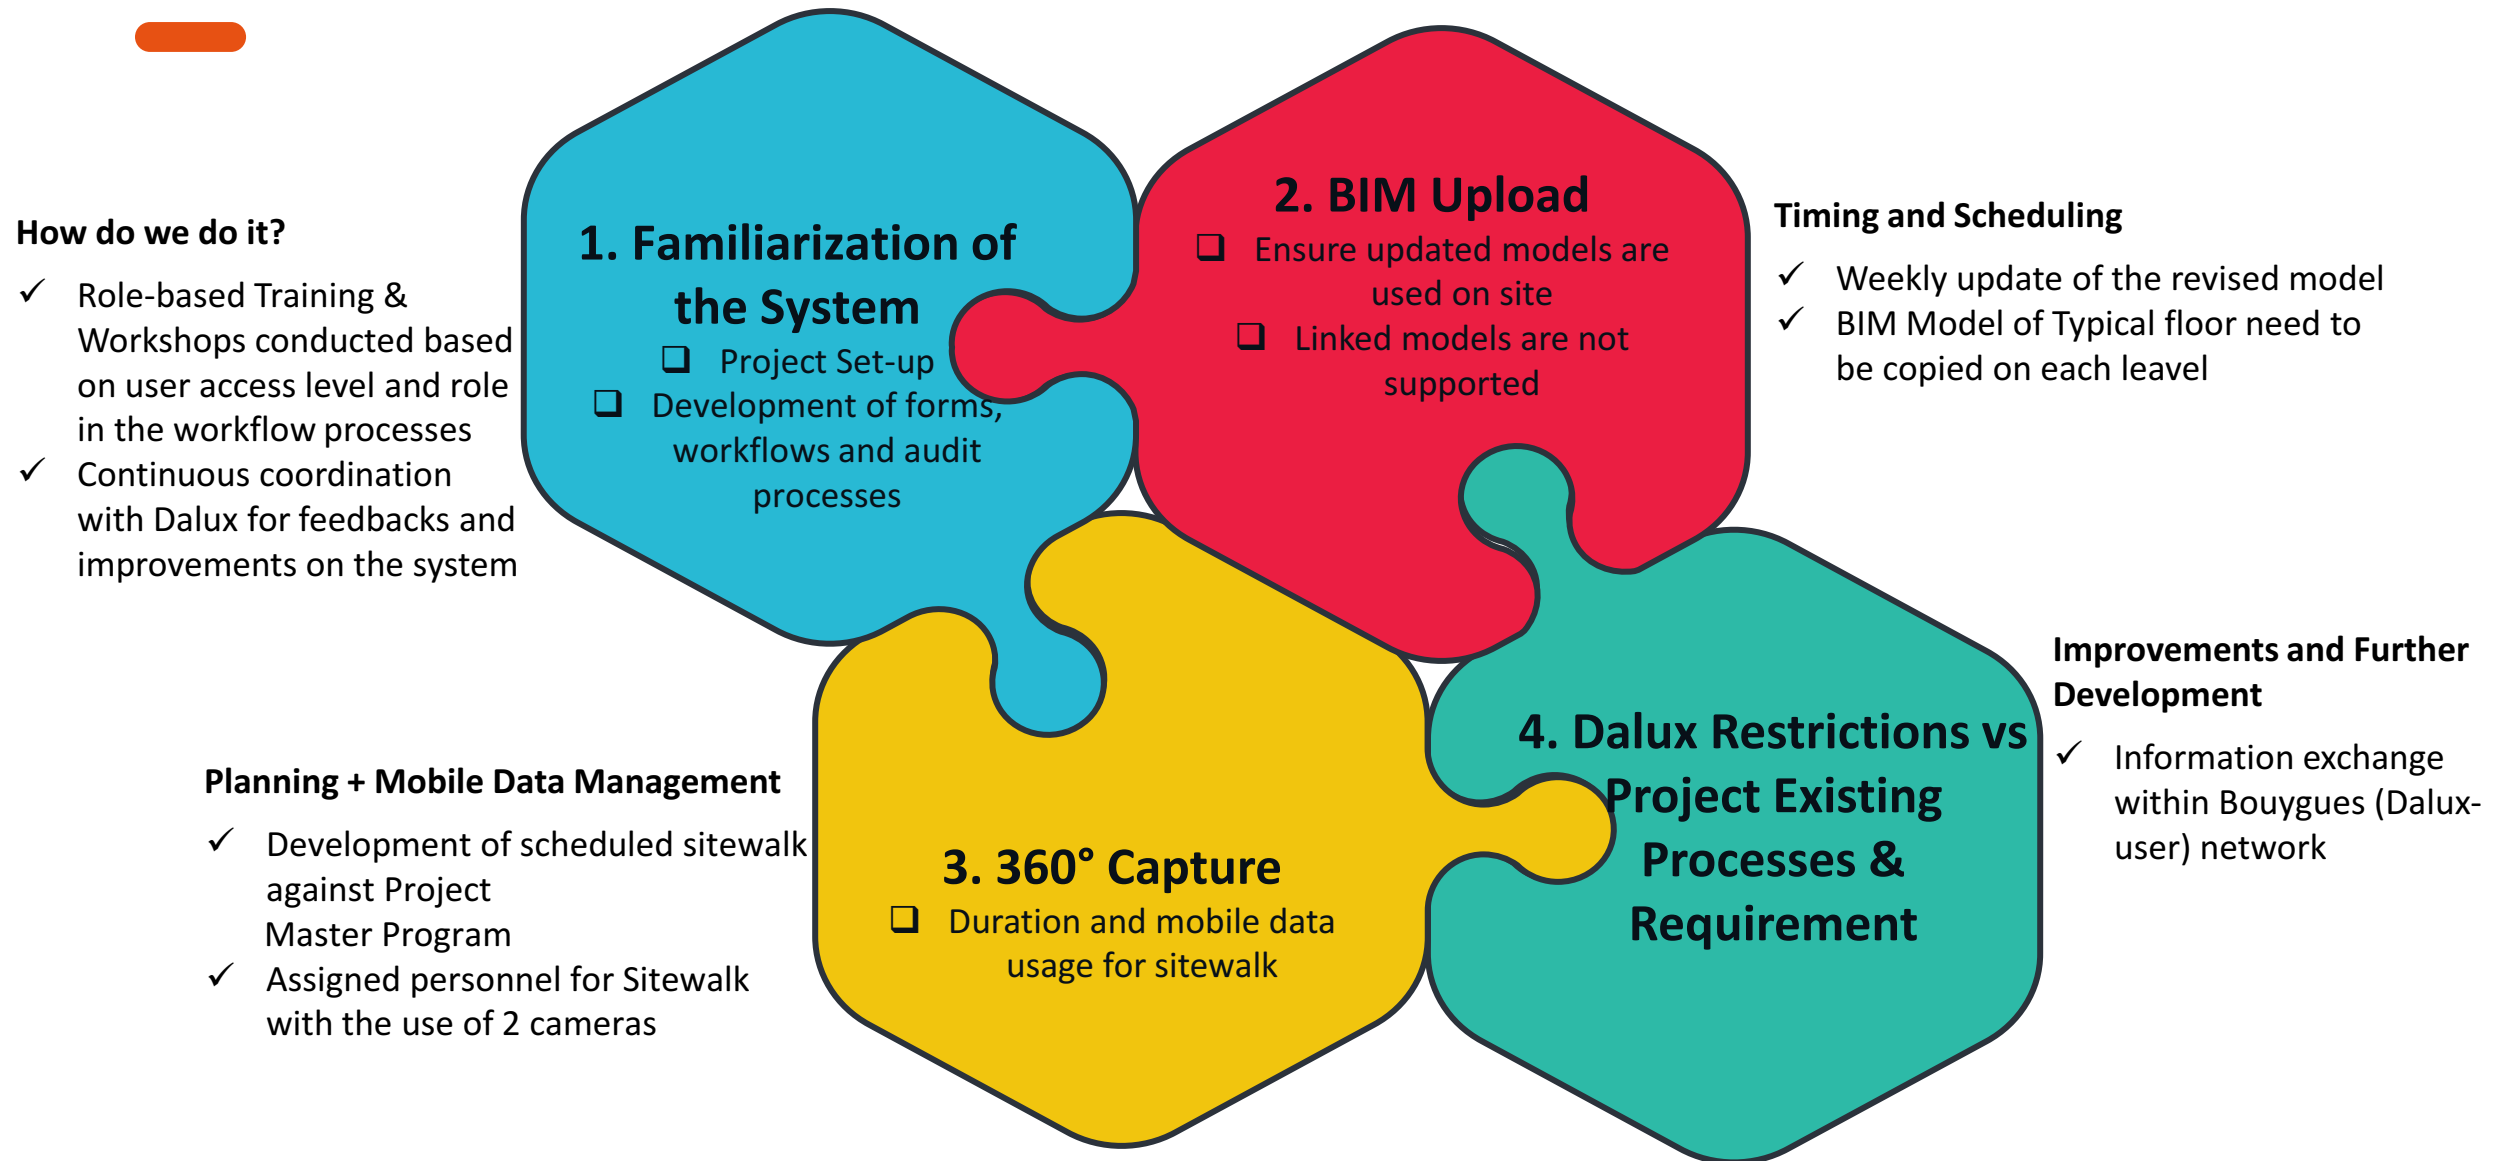 How do we do it?
Role-based Training &
Workshops conducted based
on user access level and role
in the workflow processes
Continuous coordination
with Dalux for feedbacks and
improvements on the system
1. Familiarization of
the System
Project Set-up
Development of forms,
workflows and audit
processes
2. BIM Upload
Ensure updated models are
used on site
Linked models are not
supported
Timing and Scheduling
Weekly update of the revised model
BIM Model of Typical floor need to
be copied on each leavel
Planning + Mobile Data Management
Development of scheduled sitewalk
against Project
Master Program
Assigned personnel for Sitewalk
with the use of 2 cameras
3. 360° Capture
Duration and mobile data
usage for sitewalk
4. Dalux Restrictions vs
Project Existing
Processes &
Requirement
Improvements and Further
Development
Information exchange
within Bouygues (Dalux-
user) network